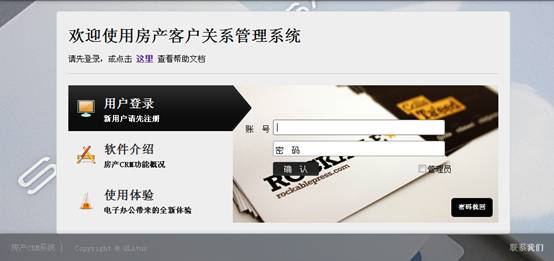 欢迎使用房产客户关系管理系统
请先登录，或点击 这里 查看帮助文档
用户登录
新用户请先注册
软件介绍
房产CRM功能概况
使用体验
电子办公带来的全新体验
账 号
密 码
确 认
管理员
密码找回
rockablepress.com
房产CRM系统 |
联系我们